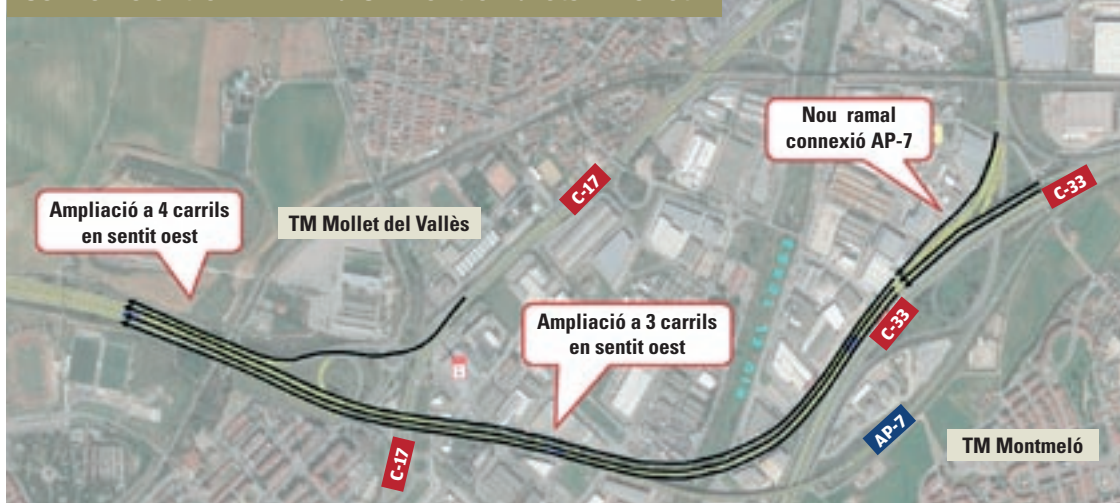 Nou ramal
connexió AP-7
C-17
C-33
Ampliació a 4 carrils
en sentit oest
TM Mollet del Vallès
Ampliació a 3 carrils
en sentit oest
C-33
AP-7
C-17
TM Montmeló